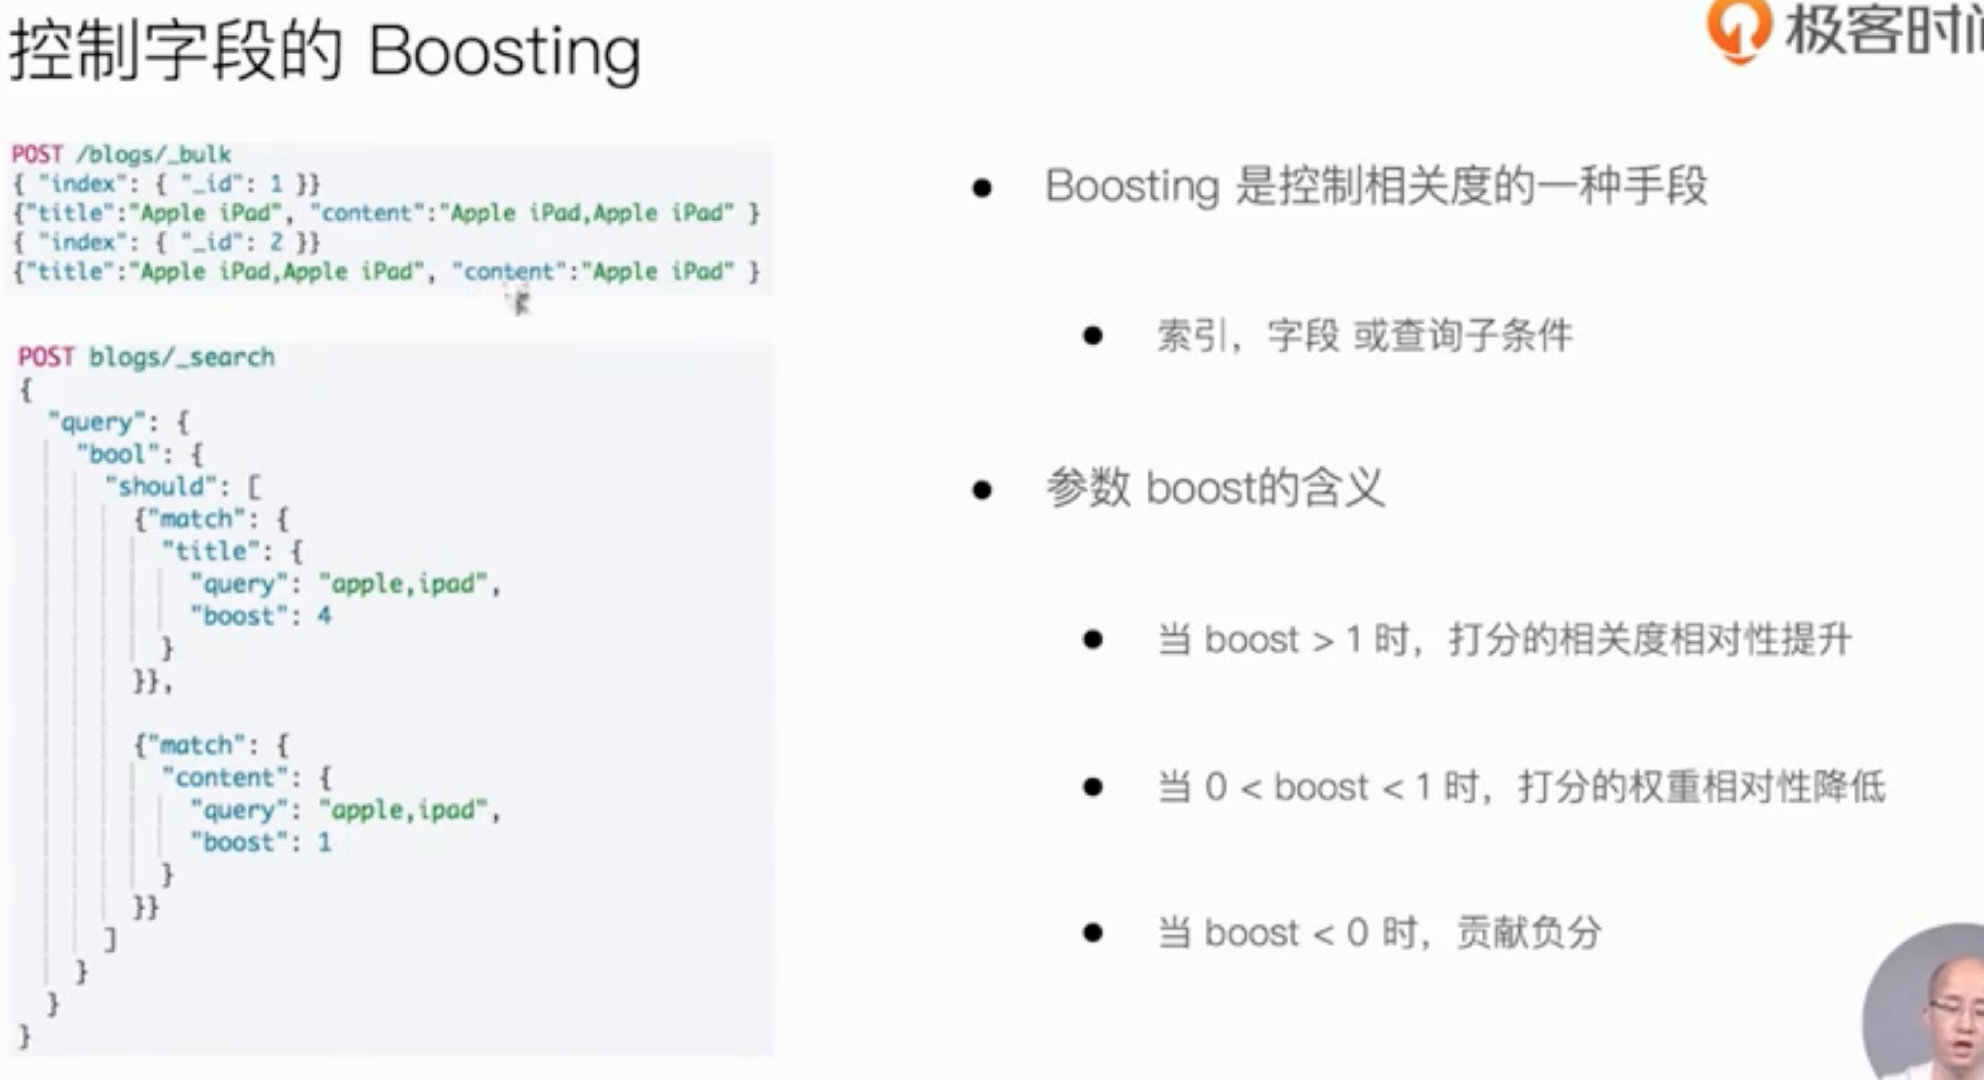 控制字段的 Boosting
极客时间
POST /blogs/_bulk
{ "index": { "_id": 1 }}
{"title":"Apple iPad", "content":"Apple iPad,Apple iPad" }
{ "index": { "_id": 2 }}
{"title":"Apple iPad,Apple iPad", "content":"Apple iPad" }
POST blogs/_search
{
"query": {
"bool": {
"should": [
{"match": {
"title": {
"query": "apple,ipad",
"boost": 4
}
}},
{"match": {
"content": {
"query": "apple,ipad",
"boost": 1
}
}}
]
}
}
}
Boosting 是控制相关度的一种手段
索引，字段 或查询子条件
参数 boost的含义
当 boost > 1 时，打分的相关度相对性提升
当 0 < boost < 1 时，打分的权重相对性降低
当 boost < 0 时，贡献负分